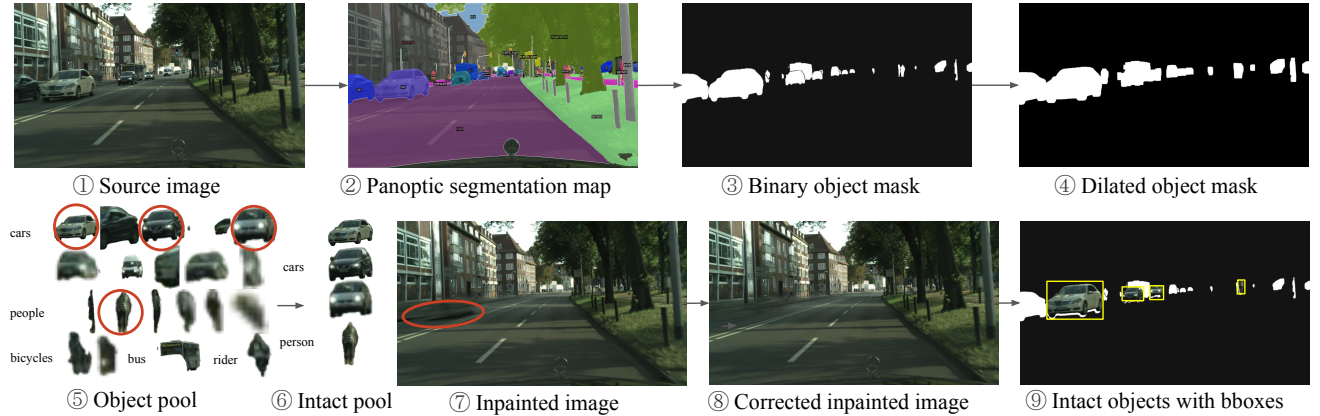 ① Source image
② Panoptic segmentation map
③ Binary object mask
④ Dilated object mask
cars
people
bicycles
bus
rider
⑤ Object pool
cars
person
⑥ Intact pool
⑦ Inpainted image
⑧ Corrected inpainted image
⑨ Intact objects with bboxes